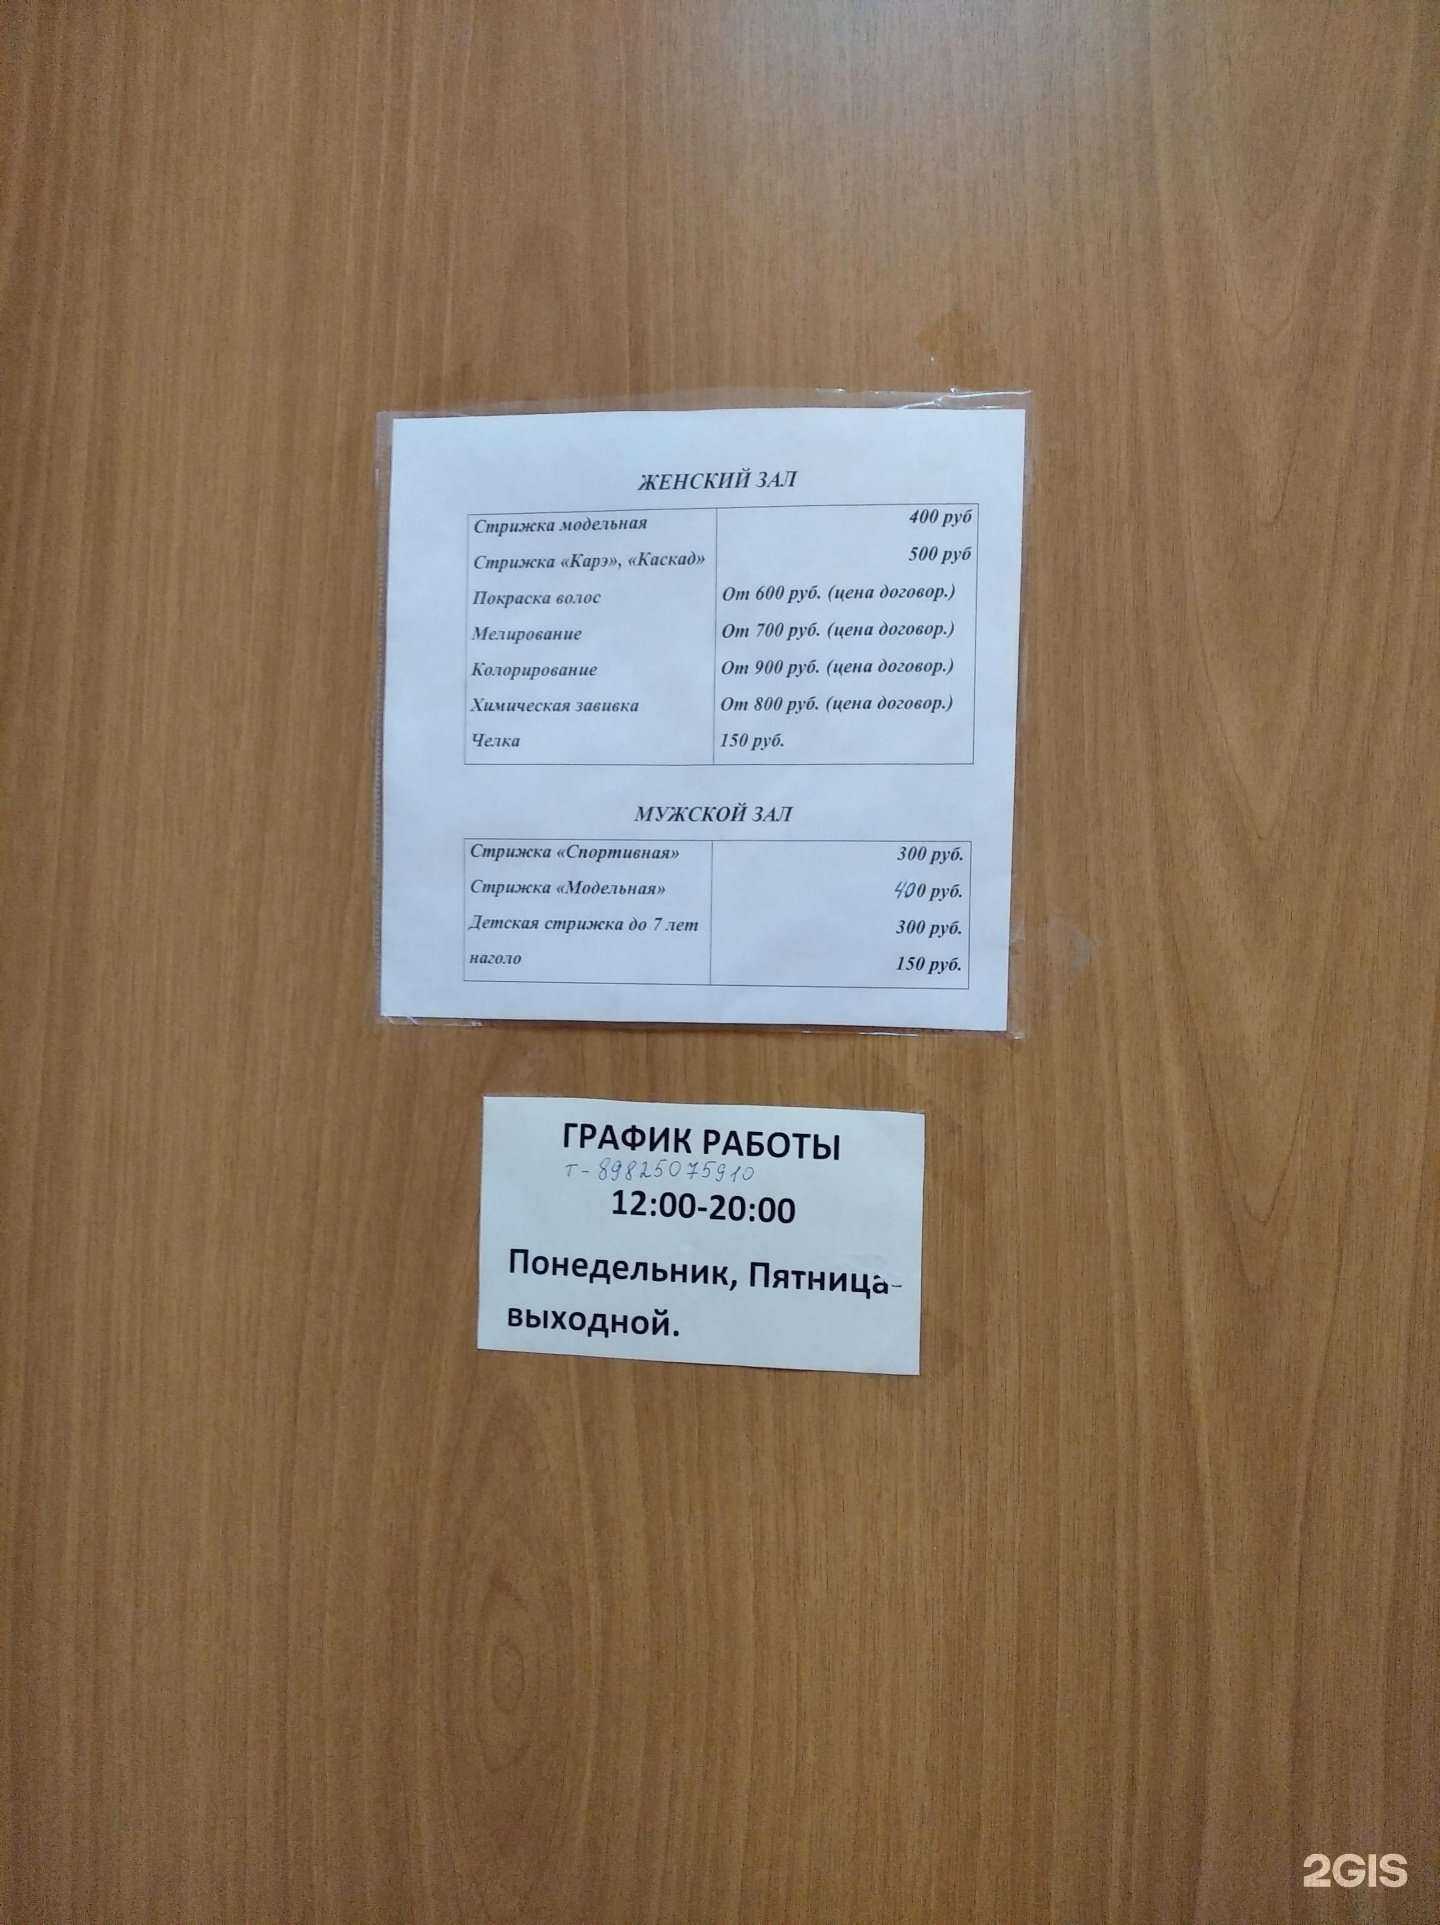 ЖЕНСКИЙ ЗАЛ
Стрижка модельная 400 руб
Стрижка «Карэ», «Каскад» 500 руб
Покраска волос От 600 руб. (цена договор.)
Мелирование От 700 руб. (цена договор.)
Колорирование От 900 руб. (цена договор.)
Химическая завивка От 800 руб. (цена договор.)
Челка 150 руб.
МУЖСКОЙ ЗАЛ
Стрижка «Спортивная» 300 руб.
Стрижка «Модельная» 400 руб.
Детская стрижка до 7 лет 300 руб.
наголо 150 руб.
ГРАФИК РАБОТЫ
т-89825075910
12:00-20:00
Понедельник, Пятница-
выходной.
2GIS